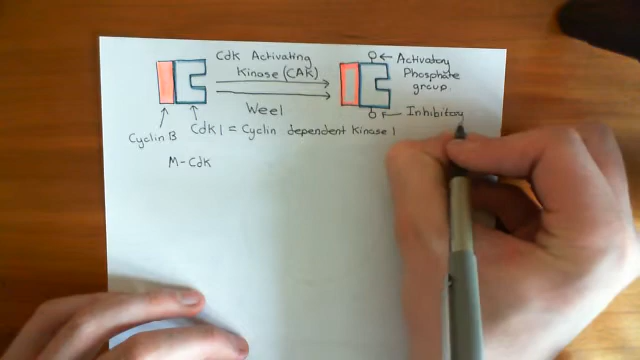 Cdk Activating
Kinase (CAK)
Wee1
Activatory
Phosphate
group.
Inhibitory
Cyclin B
Cdk1 = Cyclin dependent Kinase 1
M-Cdk